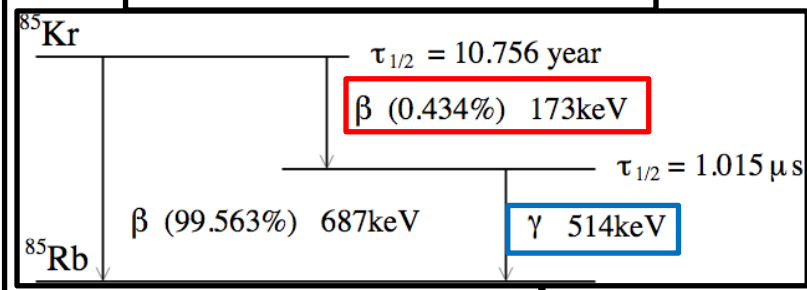 ⁸⁵Kr
τ1/2 = 10.756 year
β (0.434%) 173keV
τ1/2 = 1.015 μs
β (99.563%) 687keV
γ 514keV
⁸⁵Rb